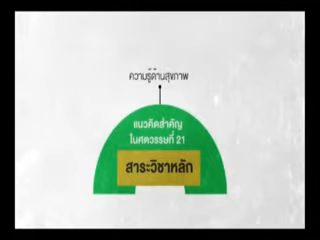 ความรู้ด้านสุขภาพ
แนวคิดสำคัญ
ในศตวรรษที่ 21
สาระวิชาหลัก